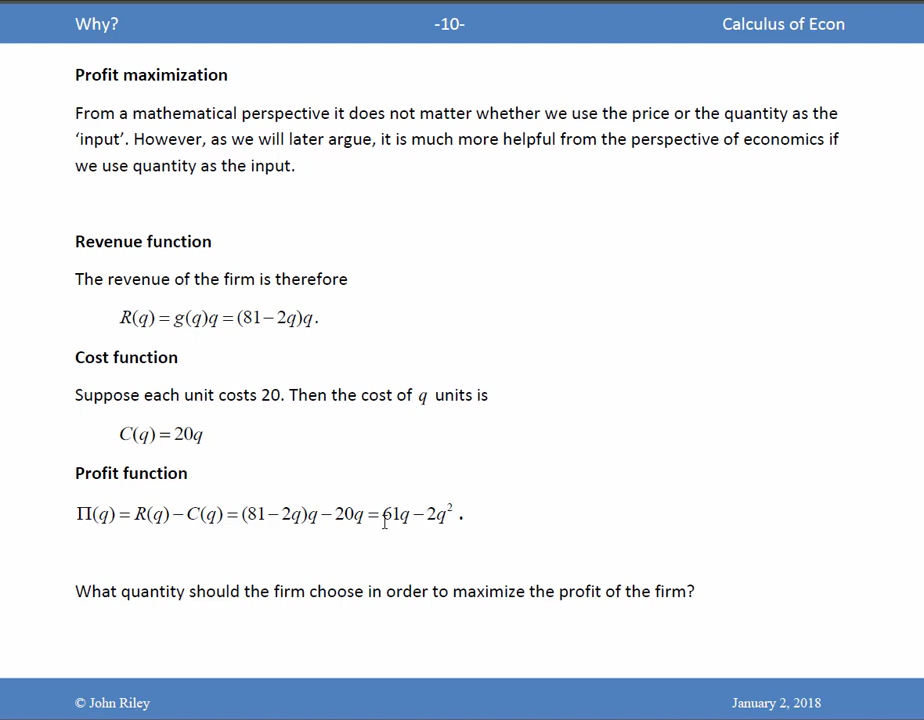 Why? -10- Calculus of Econ
Profit maximization
From a mathematical perspective it does not matter whether we use the price or the quantity as the
‘input’. However, as we will later argue, it is much more helpful from the perspective of economics if
we use quantity as the input.
Revenue function
The revenue of the firm is therefore
R(q) = g(q)q = (81 − 2q)q.
Cost function
Suppose each unit costs 20. Then the cost of q units is
C(q) = 20q
Profit function
Π(q) = R(q) − C(q) = (81 − 2q)q − 20q = 61q − 2q² .
What quantity should the firm choose in order to maximize the profit of the firm?
© John Riley January 2, 2018